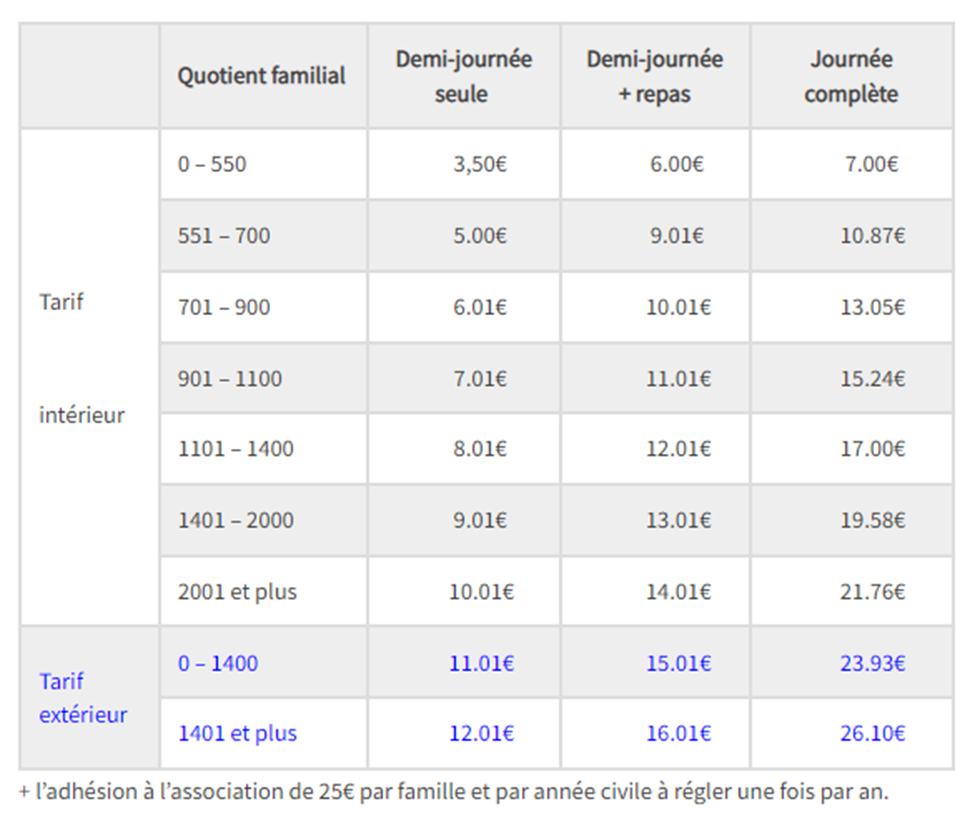 Quotient familial Demi-journée seule Demi-journée + repas Journée complète
Tarif intérieur
0 – 550 3,50€ 6.00€ 7.00€
551 – 700 5.00€ 9.01€ 10.87€
701 – 900 6.01€ 10.01€ 13.05€
901 – 1100 7.01€ 11.01€ 15.24€
1101 – 1400 8.01€ 12.01€ 17.00€
1401 – 2000 9.01€ 13.01€ 19.58€
2001 et plus 10.01€ 14.01€ 21.76€
Tarif extérieur
0 – 1400 11.01€ 15.01€ 23.93€
1401 et plus 12.01€ 16.01€ 26.10€
+ l’adhésion à l’association de 25€ par famille et par année civile à régler une fois par an.